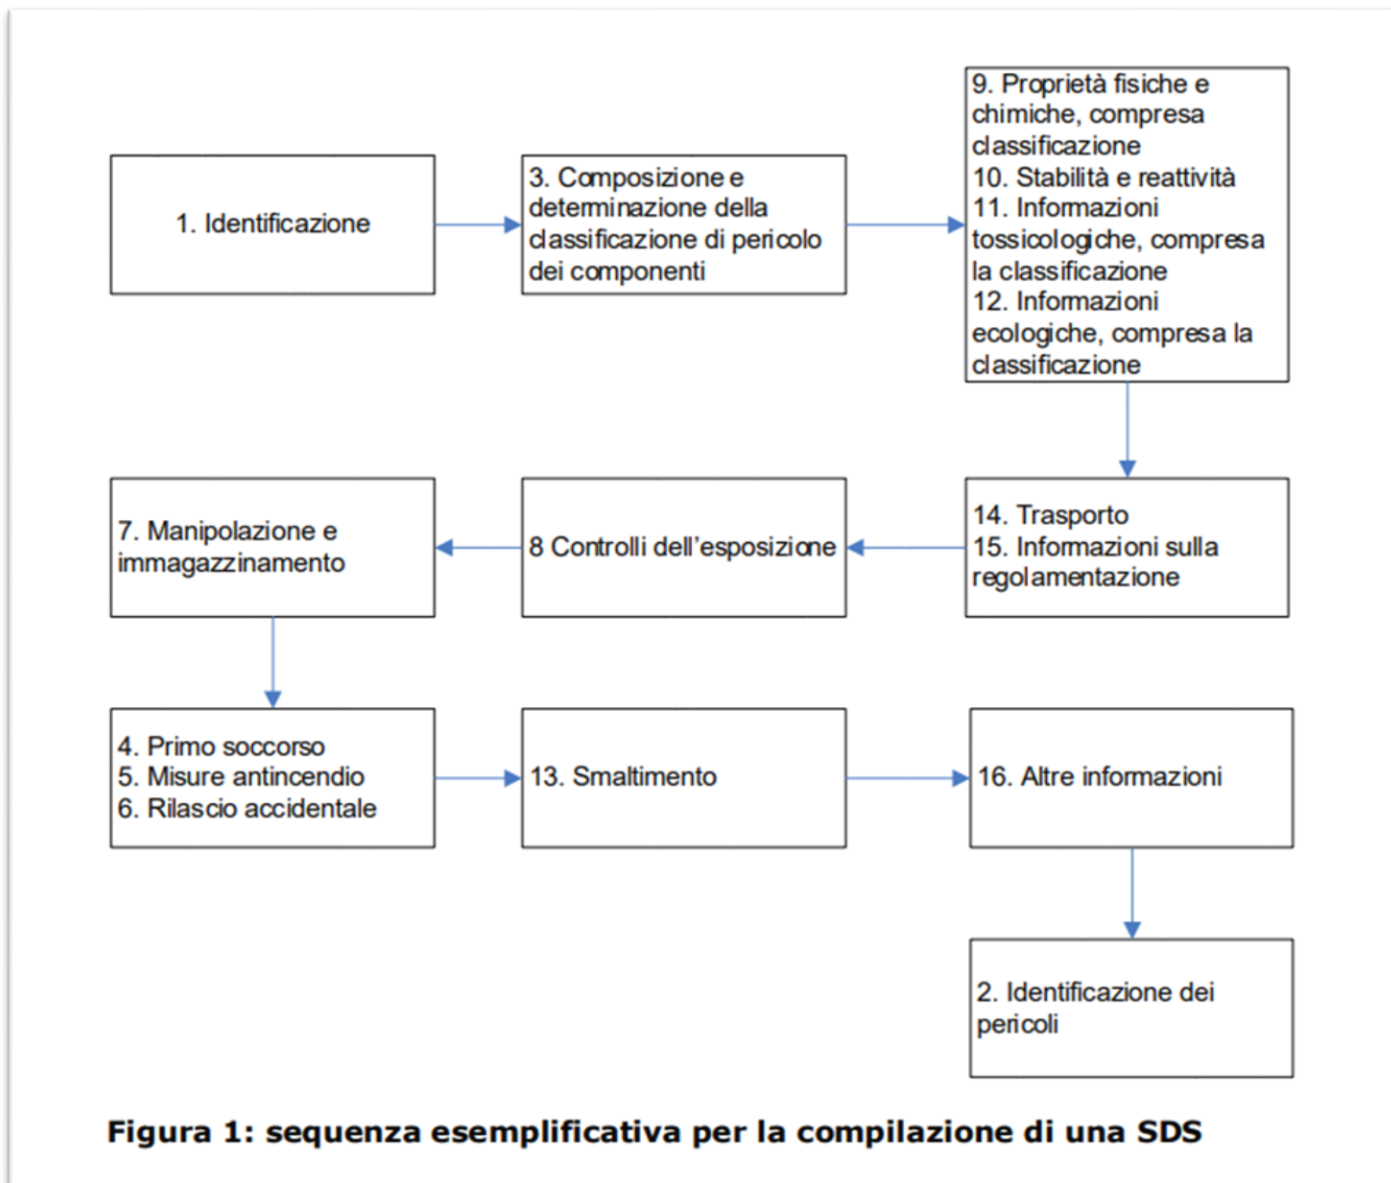 1. Identificazione
3. Composizione e
determinazione della
classificazione di pericolo
dei componenti
9. Proprietà fisiche e
chimiche, compresa
classificazione
10. Stabilità e reattività
11. Informazioni
tossicologiche, compresa
la classificazione
12. Informazioni
ecologiche, compresa la
classificazione
7. Manipolazione e
immagazzinamento
8 Controlli dell'esposizione
14. Trasporto
15. Informazioni sulla
regolamentazione
4. Primo soccorso
5. Misure antincendio
6. Rilascio accidentale
13. Smaltimento
16. Altre informazioni
2. Identificazione dei
pericoli
Figura 1: sequenza esemplificativa per la compilazione di una SDS